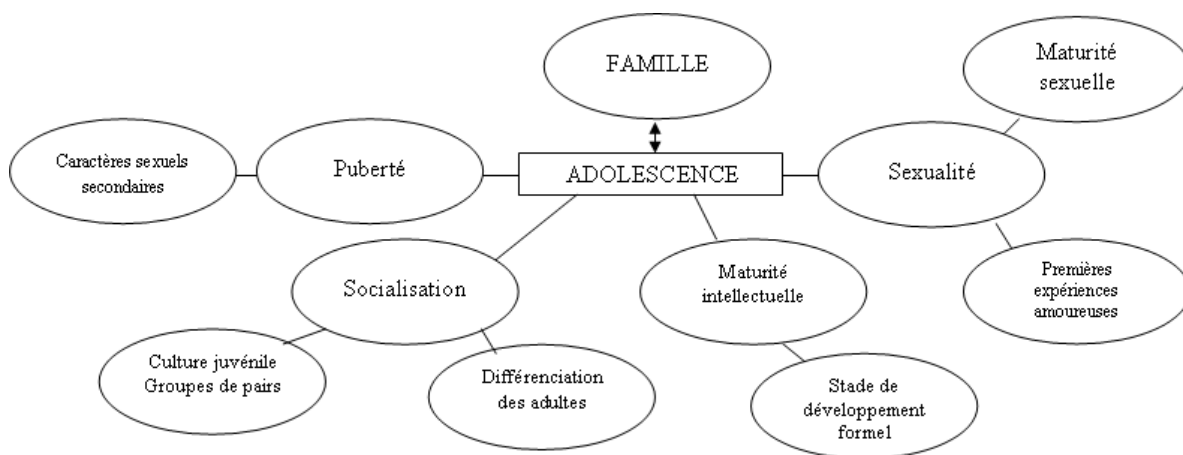 FAMILLE
Maturité
sexuelle
Caractères sexuels
secondaires
Puberté
ADOLESCENCE
Sexualité
Socialisation
Maturité
intellectuelle
Premières
expériences
amoureuses
Culture juvénile
Groupes de pairs
Différenciation
des adultes
Stade de
développement
formel